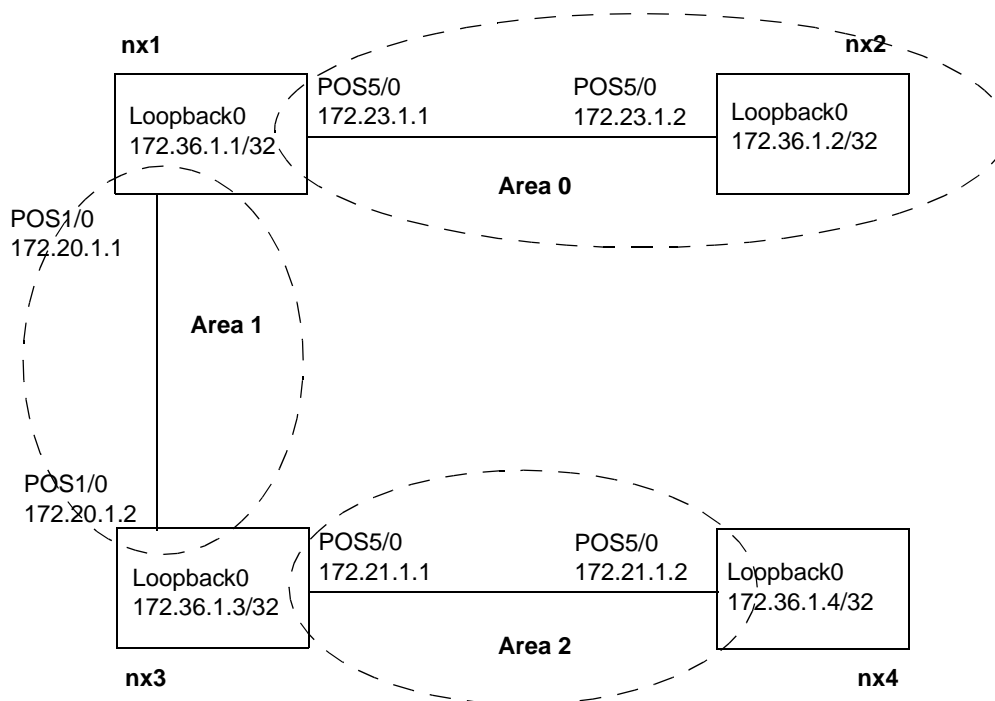 nx1
nx2
POS5/0
172.23.1.1
POS5/0
172.23.1.2
Loopback0
172.36.1.1/32
Loopback0
172.36.1.2/32
Area 0
POS1/0
172.20.1.1
Area 1
POS1/0
172.20.1.2
POS5/0
172.21.1.1
POS5/0
172.21.1.2
Loopback0
172.36.1.3/32
Loopback0
172.36.1.4/32
Area 2
nx3
nx4